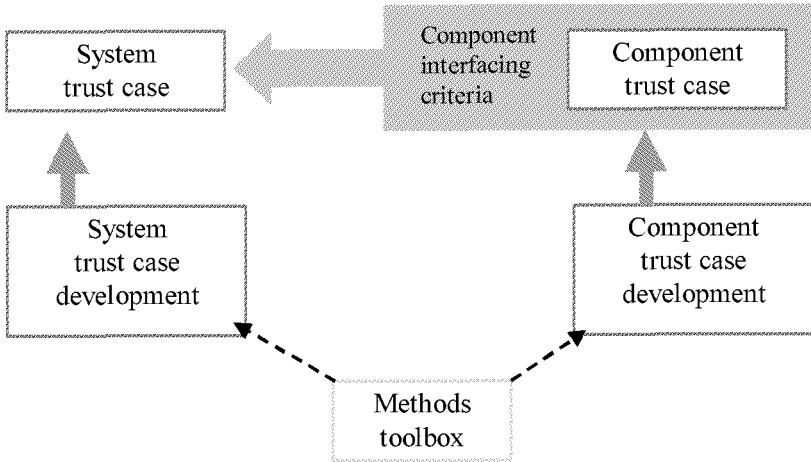 System
trust case
Component
interfacing
criteria
Component
trust case
System
trust case
development
Component
trust case
development
Methods
toolbox